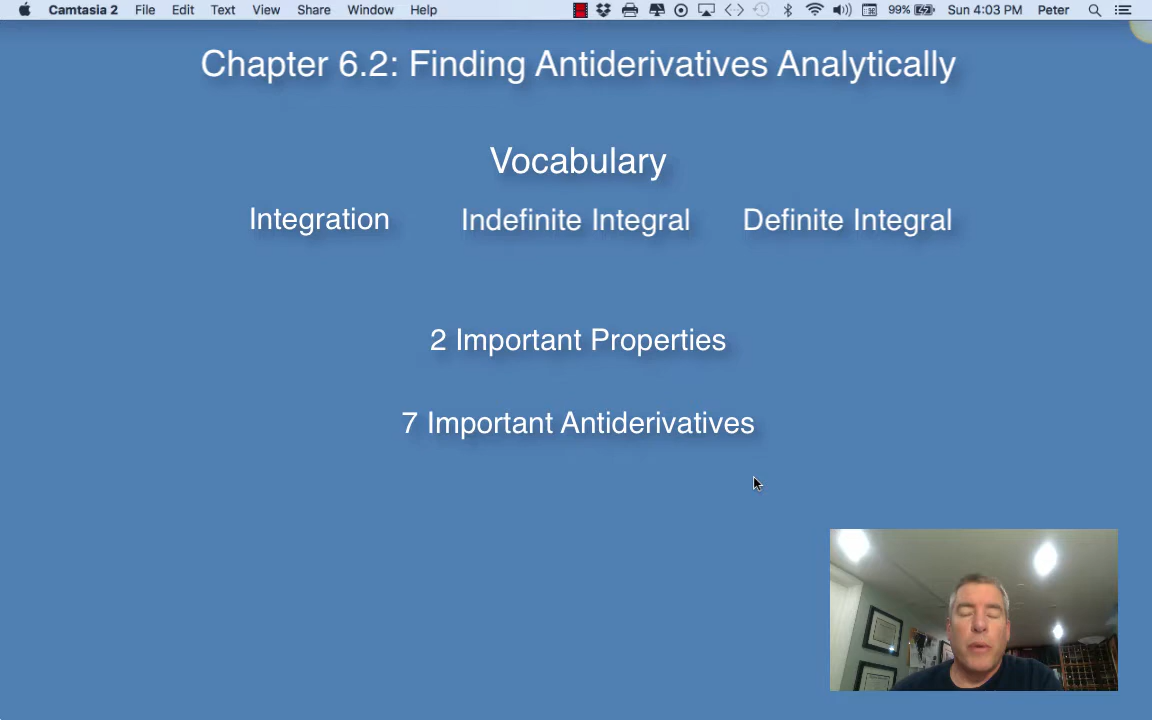 Camtasia 2 File Edit Text View Share Window Help 99% Sun 4:03 PM Peter
Chapter 6.2: Finding Antiderivatives Analytically
Vocabulary
Integration Indefinite Integral Definite Integral
2 Important Properties
7 Important Antiderivatives